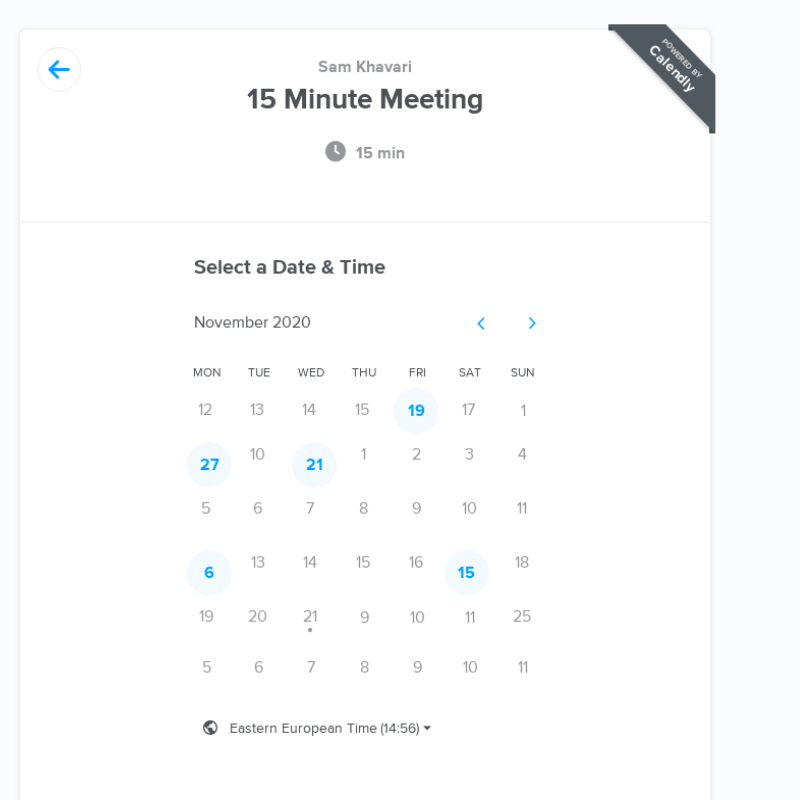 POWERED BY
Calendly
Sam Khavari
15 Minute Meeting
15 min
Select a Date & Time
November 2020
MON TUE WED THU FRI SAT SUN
12 13 14 15 19 17 1
27 10 21 1 2 3 4
5 6 7 8 9 10 11
6 13 14 15 16 15 18
19 20 21 9 10 11 25
5 6 7 8 9 10 11
Eastern European Time (14:56)